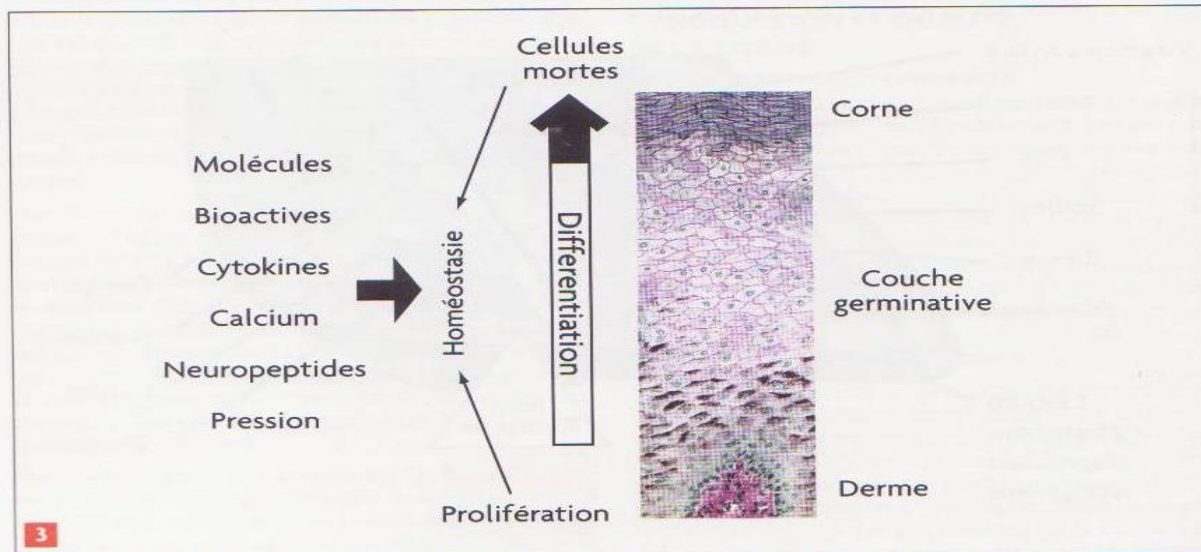 Cellules
mortes
Corne
Molécules
Bioactives
Cytokines
Calcium
Neuropeptides
Pression
Homéostasie
Differentiation
Couche
germinative
Derme
Prolifération
3